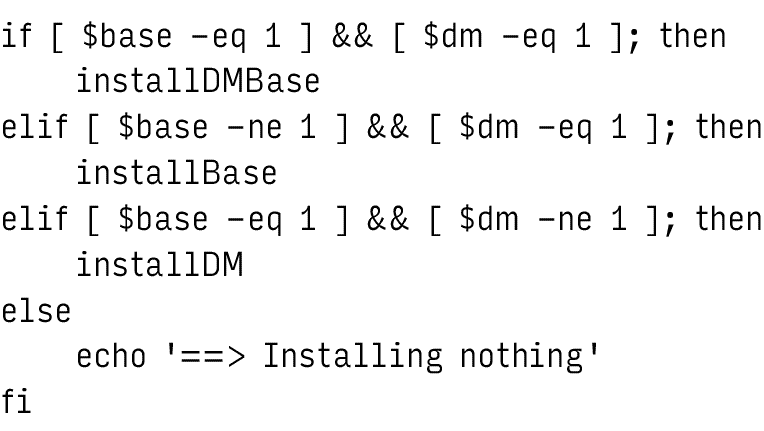 if [ $base -eq 1 ] && [ $dm -eq 1 ]; then
    installDMBase
elif [ $base -ne 1 ] && [ $dm -eq 1 ]; then
    installBase
elif [ $base -eq 1 ] && [ $dm -ne 1 ]; then
    installDM
else
    echo '==> Installing nothing'
fi